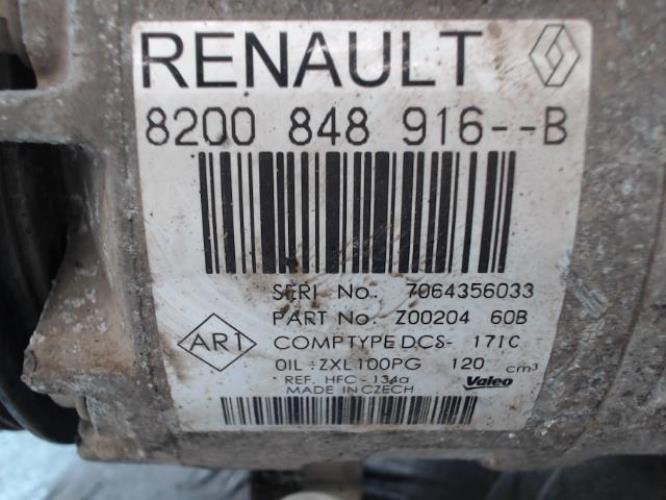 RENAULT
8200 848 916--B
SERI No. 7064356033
PART No. Z00204 60B
ART
COMPTYPE DCS- 171C
OIL :ZXL100PG 120 cm³
REF. HFC-134a
MADE IN CZECH
Valeo